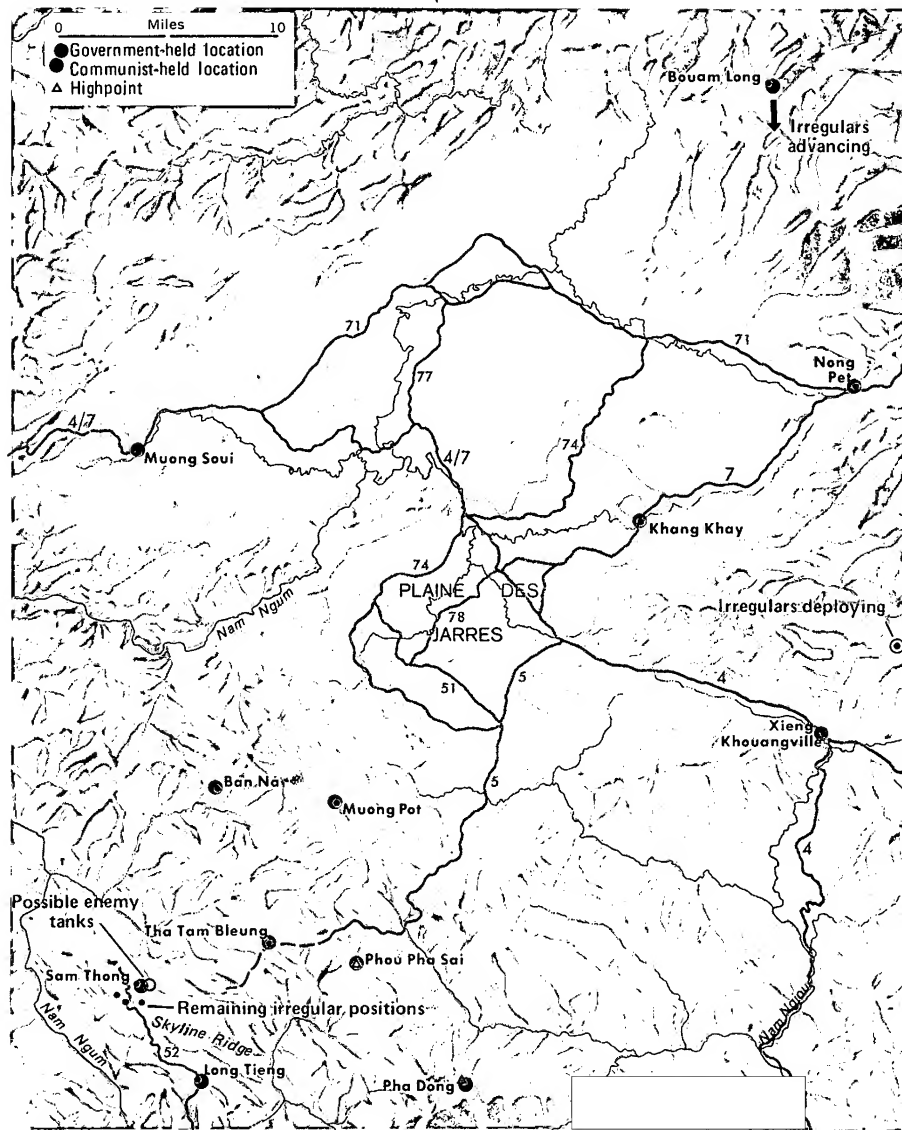 0 Miles 10
Government-held location
Communist-held location
Highpoint
Bouam Long
Irregulars
advancing
71
71
77
Nong
Pet
4/7
Muong Soui
4/7
74
7
Khang Khay
74
PLAINE DES
JARRES
78
Irregulars deploying
Nam Ngum
51
5
4
Xieng
Khouangville
Ban Na
5
Muong Pot
4
Possible enemy
tanks
Tha Tam Bleung
Phou Pha Sai
Sam Thong
Remaining irregular positions
Skyline Ridge
Nam Ngum
52
Nam Ngiou
Long Tieng
Pha Dong